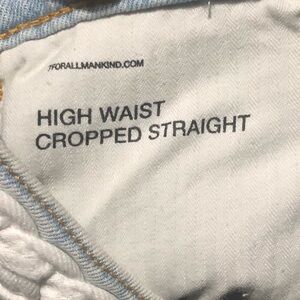 7FORALLMANKIND.COM
HIGH WAIST
CROPPED STRAIGHT